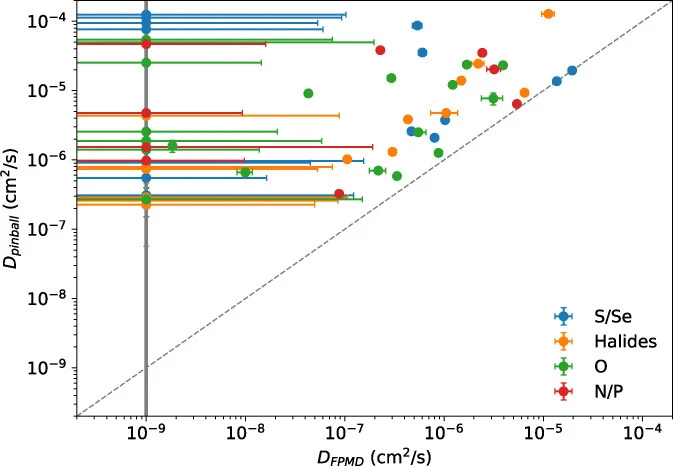 10⁻⁴
10⁻⁵
10⁻⁶
10⁻⁷
10⁻⁸
10⁻⁹
D_pinball (cm²/s)
S/Se
Halides
O
N/P
10⁻⁹ 10⁻⁸ 10⁻⁷ 10⁻⁶ 10⁻⁵ 10⁻⁴
D_FPMD (cm²/s)